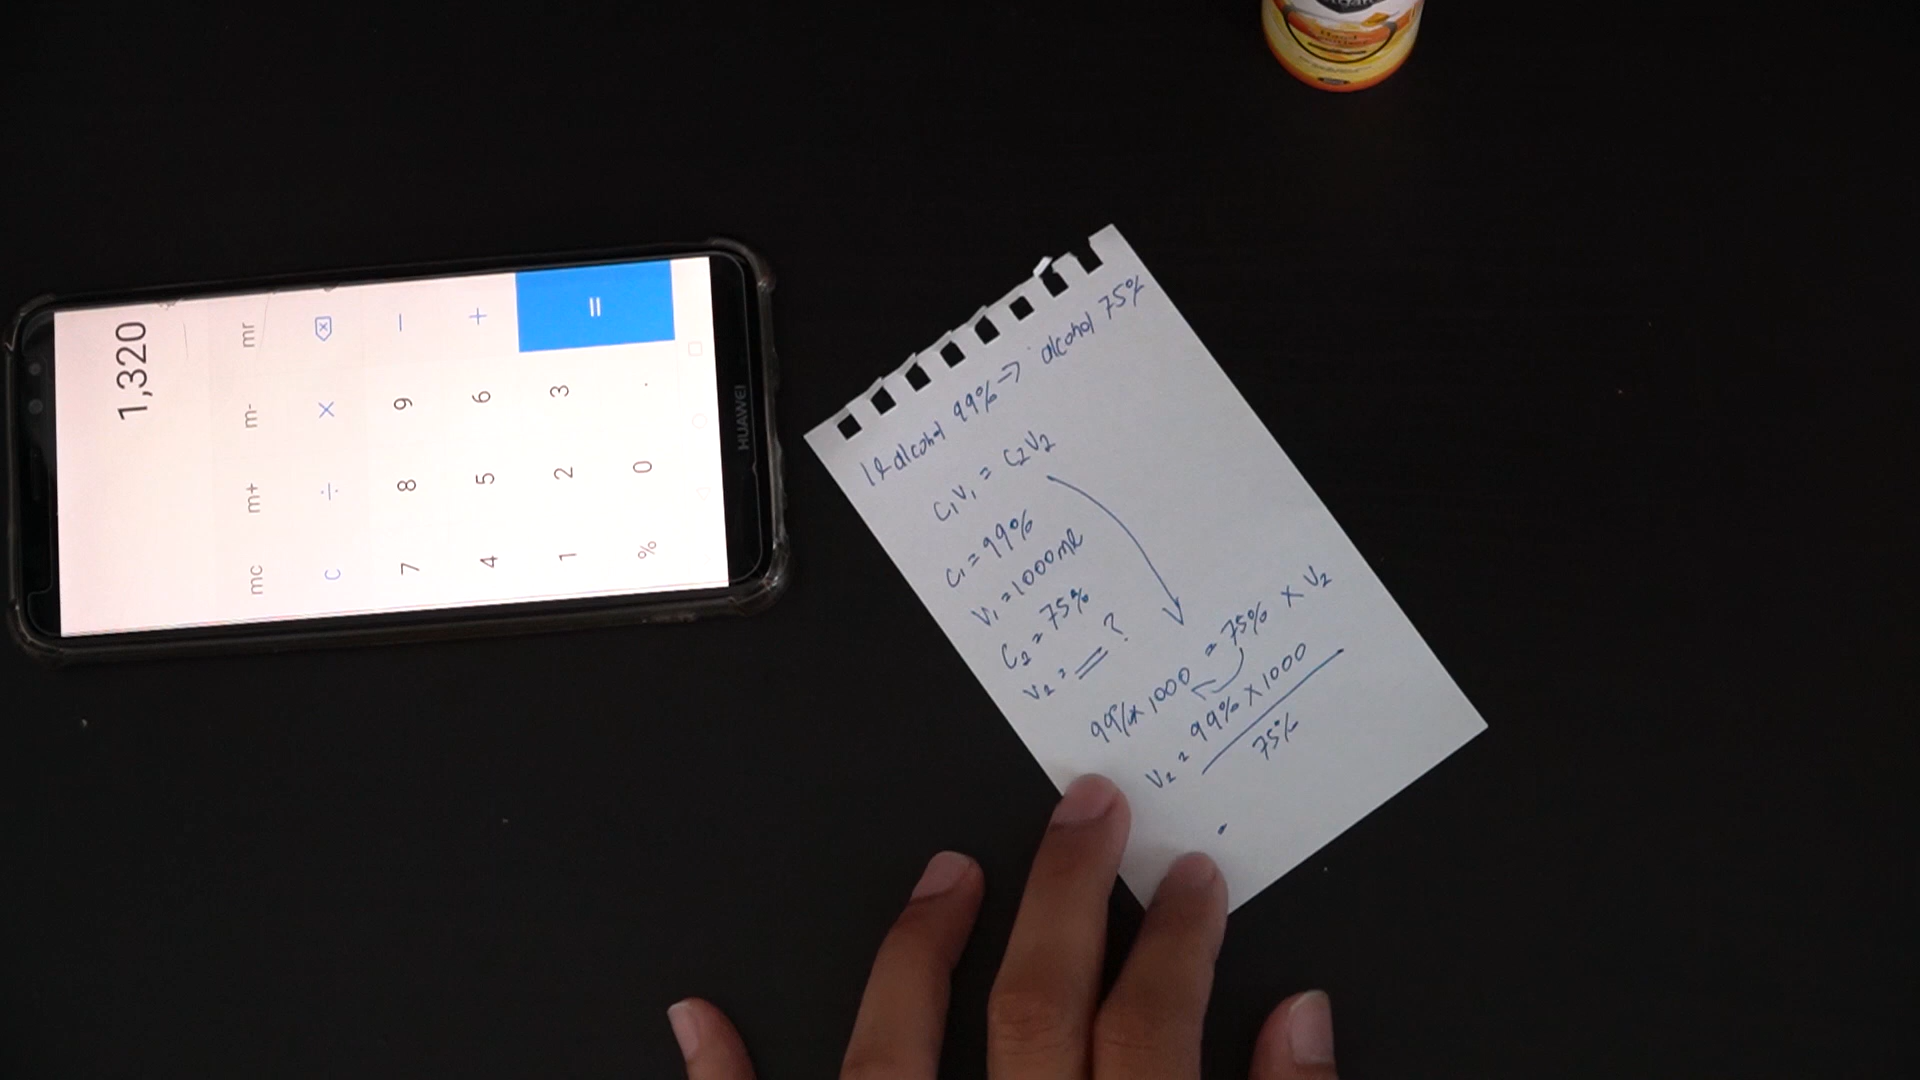 1,320
mc m+ m- mr
C ÷ ×
7 8 9 −
4 5 6 +
1 2 3 =
% 0 .
HUAWEI
1ℓ alcohol 99% → alcohol 75%
C₁V₁ = C₂V₂
C₁ = 99%
V₁ = 1000 mℓ
C₂ = 75%
V₂ = ?
99% × 1000 = 75% × V₂
V₂ = 99% × 1000
75%